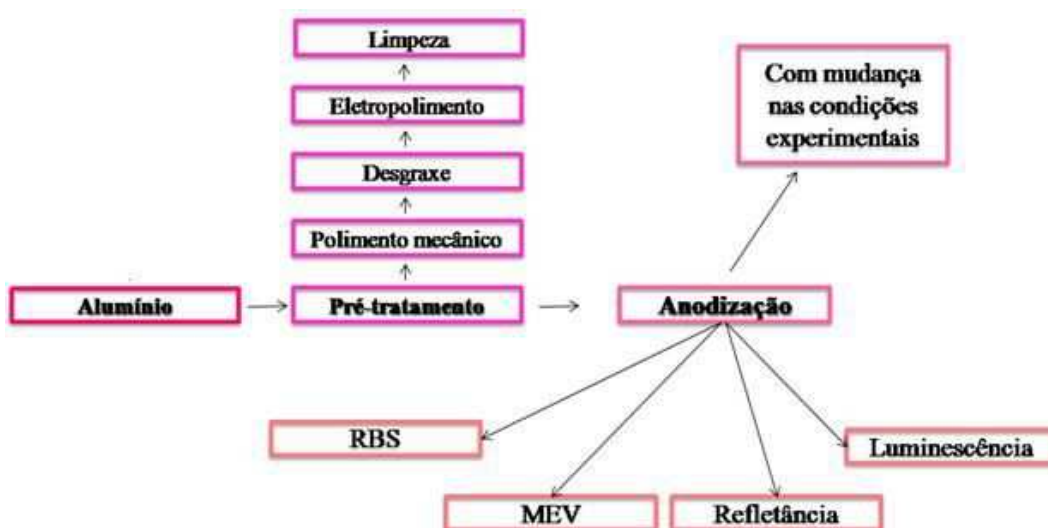 Limpeza
Eletropolimento
Desgraxe
Polimento mecânico
Com mudança
nas condições
experimentais
Alumínio
Pré-tratamento
Anodização
RBS
MEV
Refletância
Luminescência